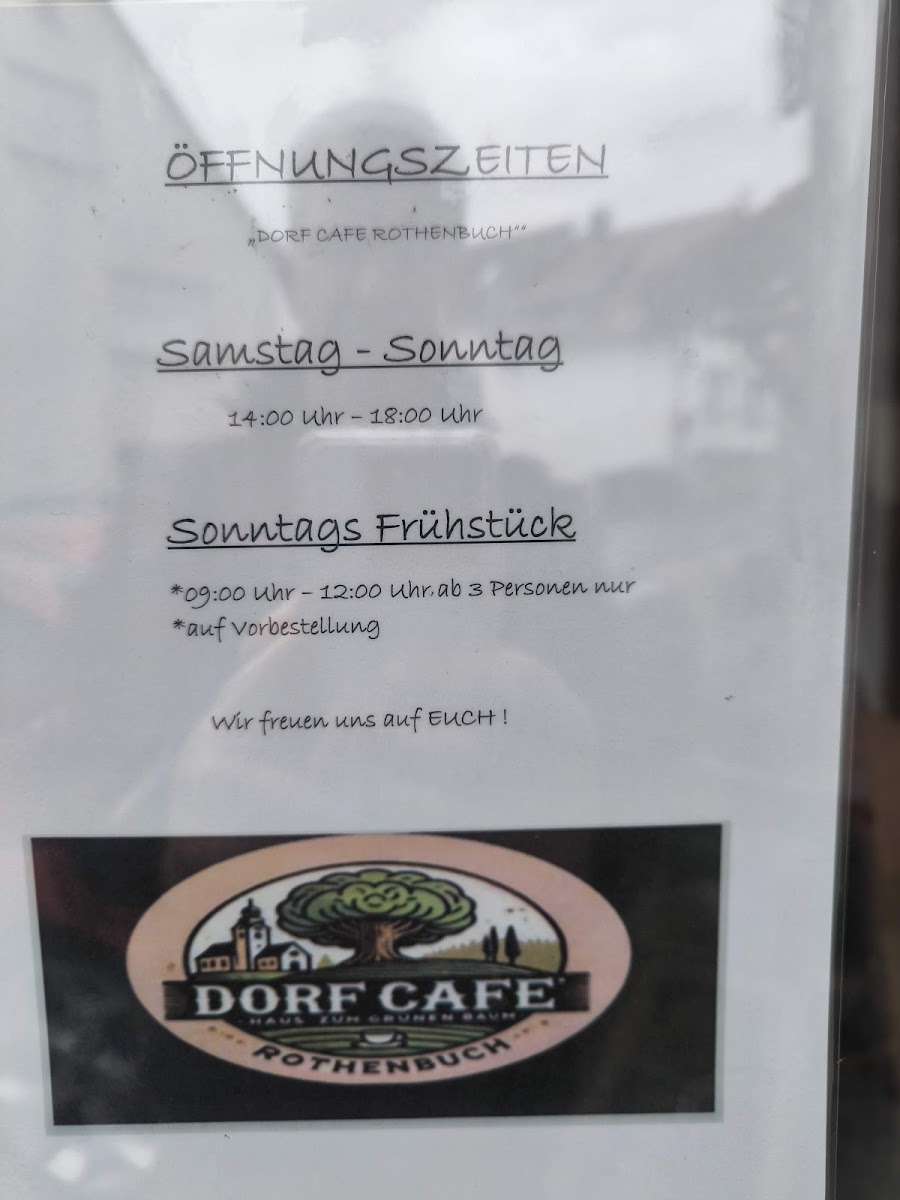 ÖFFNUNGSZEITEN
„DORF CAFE ROTHENBUCH““
Samstag - Sonntag
14:00 Uhr – 18:00 Uhr
Sonntags Frühstück
*09:00 Uhr – 12:00 Uhr.ab 3 Personen nur
*auf Vorbestellung
Wir freuen uns auf EUCH !
DORF CAFE
HAUS ZUM GRÜNEN BAUM
ROTHENBUCH